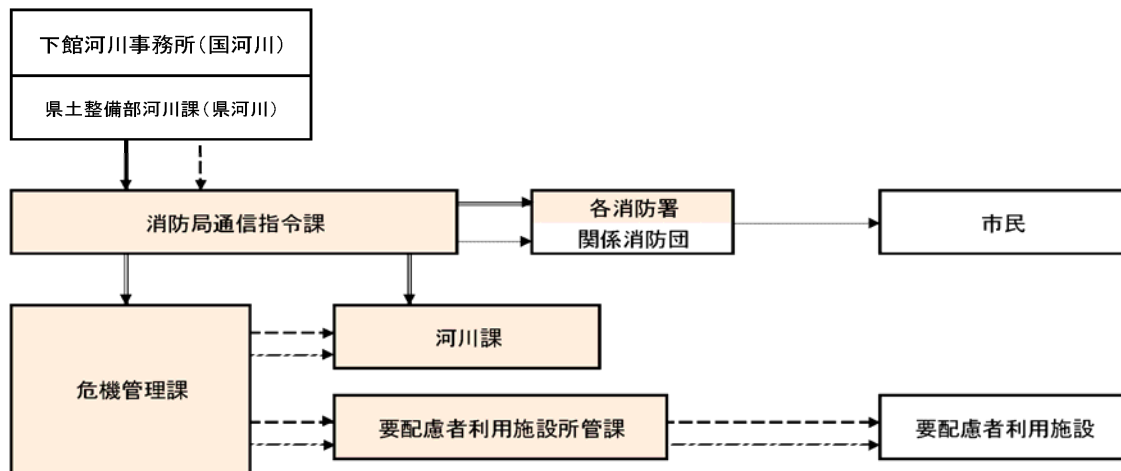 下館河川事務所（国河川）
県土整備部河川課（県河川）
消防局通信指令課
各消防署
関係消防団
市民
河川課
危機管理課
要配慮者利用施設所管課
要配慮者利用施設